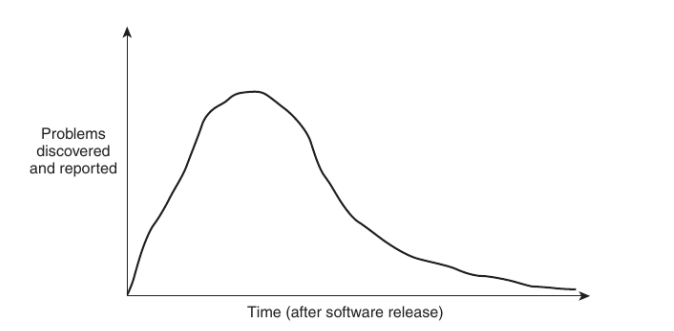 Problems
discovered
and reported
Time (after software release)